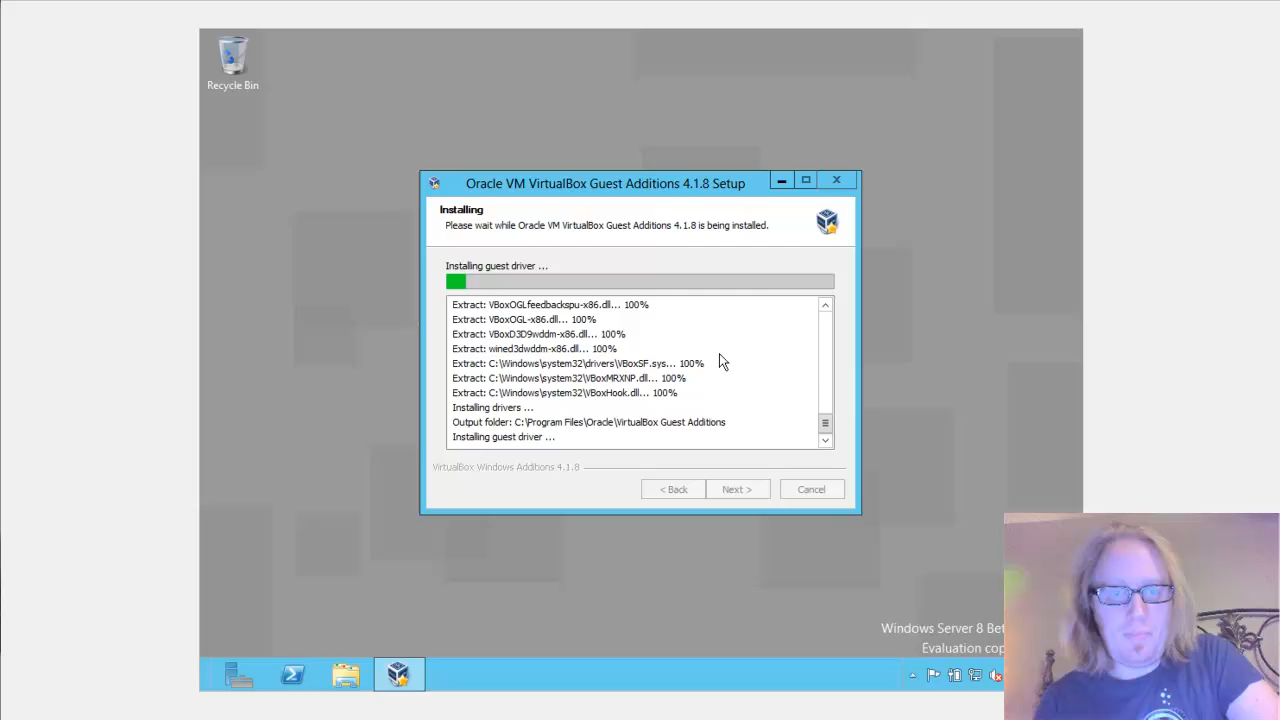 Recycle Bin
Oracle VM VirtualBox Guest Additions 4.1.8 Setup
Installing
Please wait while Oracle VM VirtualBox Guest Additions 4.1.8 is being installed.
Installing guest driver ...
Extract: VBoxOGLfeedbackspu-x86.dll... 100%
Extract: VBoxOGL-x86.dll... 100%
Extract: VBoxD3D9wddm-x86.dll... 100%
Extract: wined3dwddm-x86.dll... 100%
Extract: C:\Windows\system32\drivers\VBoxSF.sys... 100%
Extract: C:\Windows\system32\VBoxMRXNP.dll... 100%
Extract: C:\Windows\system32\VBoxHook.dll... 100%
Installing drivers ...
Output folder: C:\Program Files\Oracle\VirtualBox Guest Additions
Installing guest driver ...
VirtualBox Windows Additions 4.1.8
< Back Next > Cancel
Windows Server 8 Bet
Evaluation cop